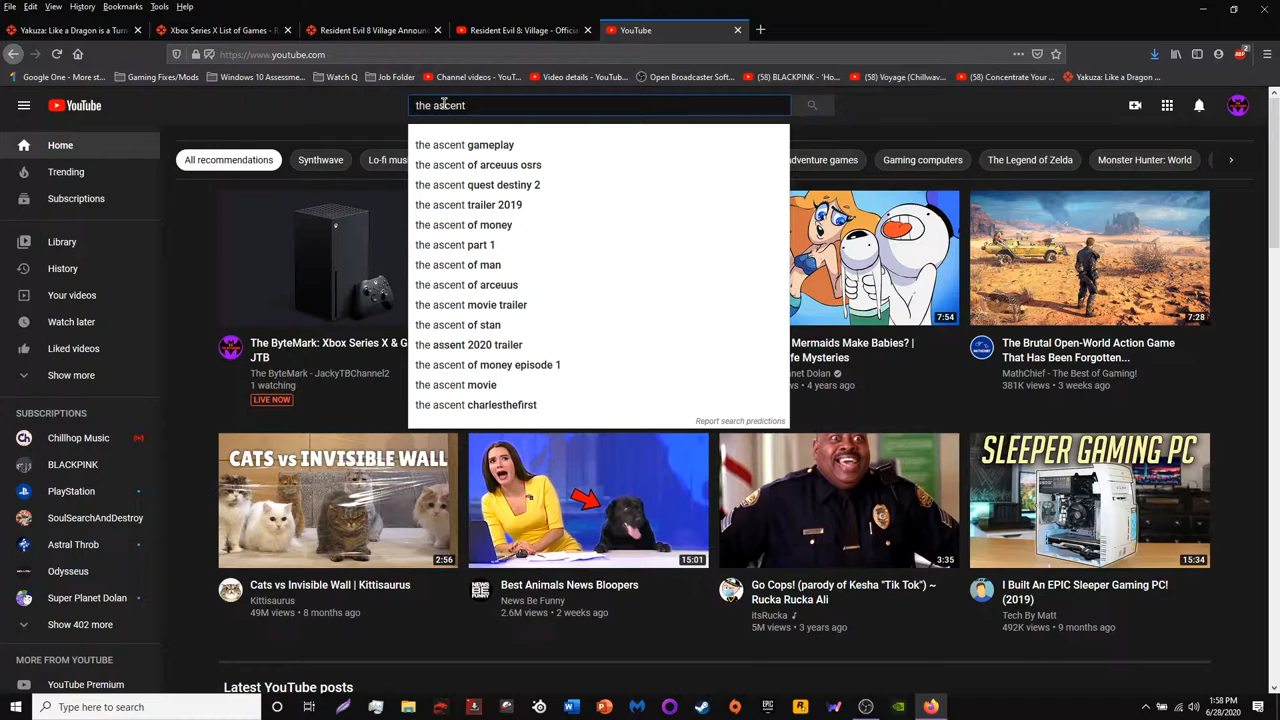 File Edit View History Bookmarks Tools Help
Yakuza: Like a Dragon is a Turn
Xbox Series X List of Games - R
Resident Evil 8 Village Announc
Resident Evil 8: Village - Officia
YouTube
https://www.youtube.com
2
Google One - More st...
Gaming Fixes/Mods
Windows 10 Assessme...
Watch Q
Job Folder
Channel videos - YouT...
Video details - YouTub...
Open Broadcaster Soft...
(58) BLACKPINK - 'Ho...
(58) Voyage (Chillwav...
(58) Concentrate Your ...
Yakuza: Like a Dragon ...
YouTube
the ascent
Home
Trending
Subscriptions
Library
History
Your videos
Watch later
Liked videos
Show more
SUBSCRIPTIONS
Chillhop Music
BLACKPINK
PlayStation
SoulSearchAndDestroy
Astral Throb
Odysseus
Super Planet Dolan
Show 402 more
MORE FROM YOUTUBE
YouTube Premium
All recommendations
Synthwave
Lo-fi mus
dventure games
Gaming computers
The Legend of Zelda
Monster Hunter: World
the ascent gameplay
the ascent of arceuus osrs
the ascent quest destiny 2
the ascent trailer 2019
the ascent of money
the ascent part 1
the ascent of man
the ascent of arceuus
the ascent movie trailer
the ascent of stan
the assent 2020 trailer
the ascent of money episode 1
the ascent movie
the ascent charlesthefirst
Report search predictions
The ByteMark: Xbox Series X & G
JTB
The ByteMark - JackyTBChannel2
1 watching
LIVE NOW
7:54
Mermaids Make Babies? |
fe Mysteries
net Dolan
ws • 4 years ago
7:28
The Brutal Open-World Action Game
That Has Been Forgotten...
MathChief - The Best of Gaming!
381K views • 3 weeks ago
CATS vs INVISIBLE WALL
2:56
Cats vs Invisible Wall | Kittisaurus
Kittisaurus
49M views • 8 months ago
15:01
Best Animals News Bloopers
News Be Funny
2.6M views • 2 weeks ago
3:35
Go Cops! (parody of Kesha "Tik Tok") ~
Rucka Rucka Ali
itsRucka
5M views • 3 years ago
SLEEPER GAMING PC
15:34
I Built An EPIC Sleeper Gaming PC!
(2019)
Tech By Matt
492K views • 9 months ago
Latest YouTube posts
Type here to search
1:58 PM
6/28/2020